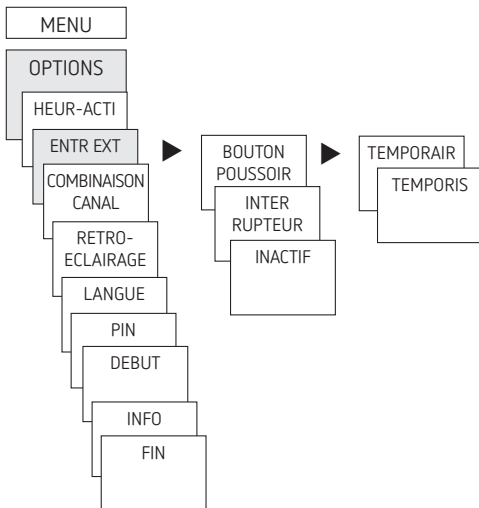 MENU
OPTIONS
HEUR-ACTI
ENTR EXT
COMBINAISON
CANAL
RETRO-
ECLAIRAGE
LANGUE
PIN
DEBUT
INFO
FIN
BOUTON
POUSSOIR
INTER
RUPTEUR
INACTIF
TEMPORAIR
TEMPORIS